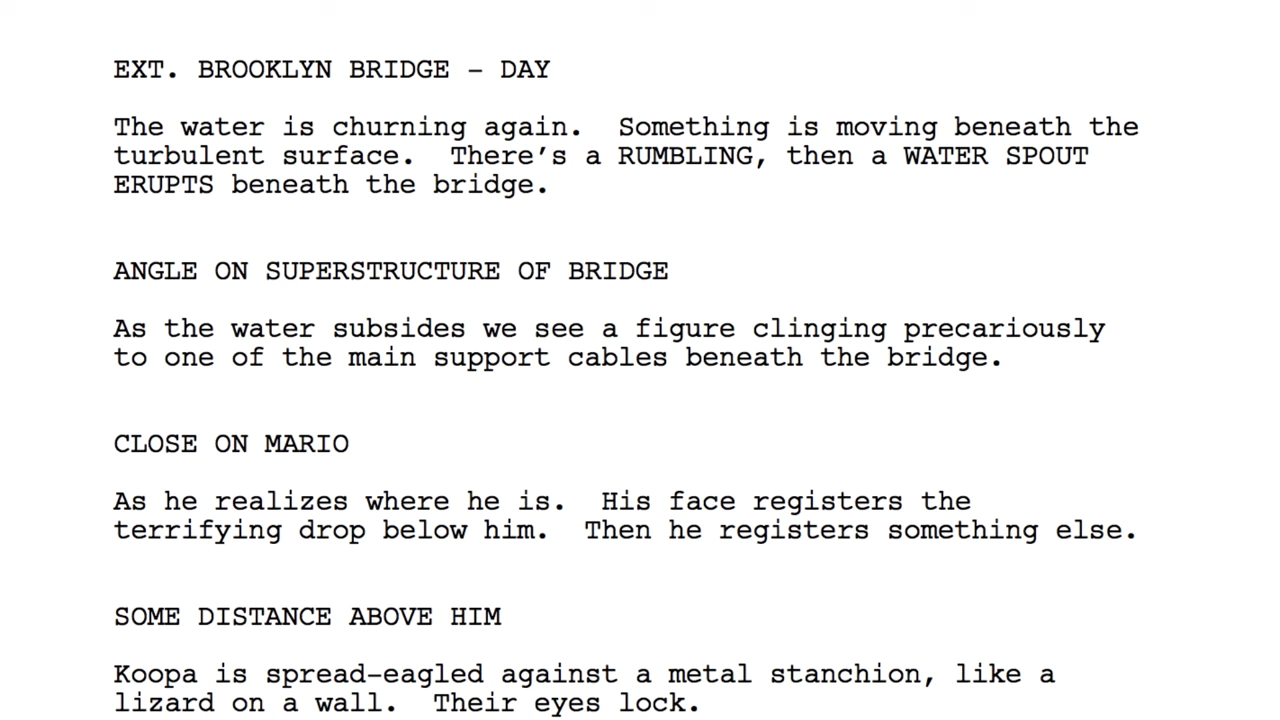 EXT. BROOKLYN BRIDGE – DAY
The water is churning again.  Something is moving beneath the
turbulent surface.  There’s a RUMBLING, then a WATER SPOUT
ERUPTS beneath the bridge.
ANGLE ON SUPERSTRUCTURE OF BRIDGE
As the water subsides we see a figure clinging precariously
to one of the main support cables beneath the bridge.
CLOSE ON MARIO
As he realizes where he is.  His face registers the
terrifying drop below him.  Then he registers something else.
SOME DISTANCE ABOVE HIM
Koopa is spread–eagled against a metal stanchion, like a
lizard on a wall.  Their eyes lock.